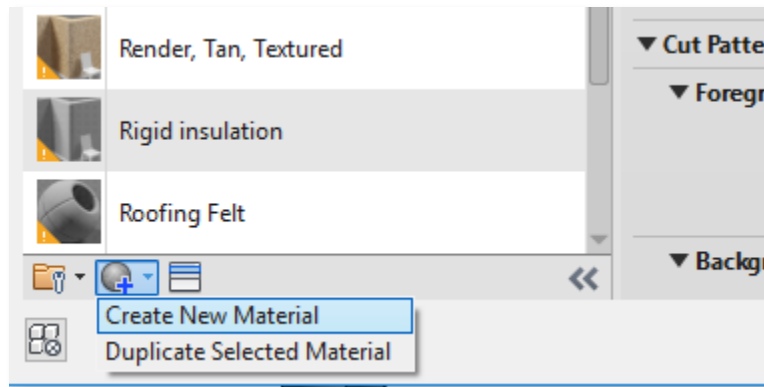 Render, Tan, Textured
Rigid insulation
Roofing Felt
Create New Material
Duplicate Selected Material
Cut Patte
Foregr
Backgr